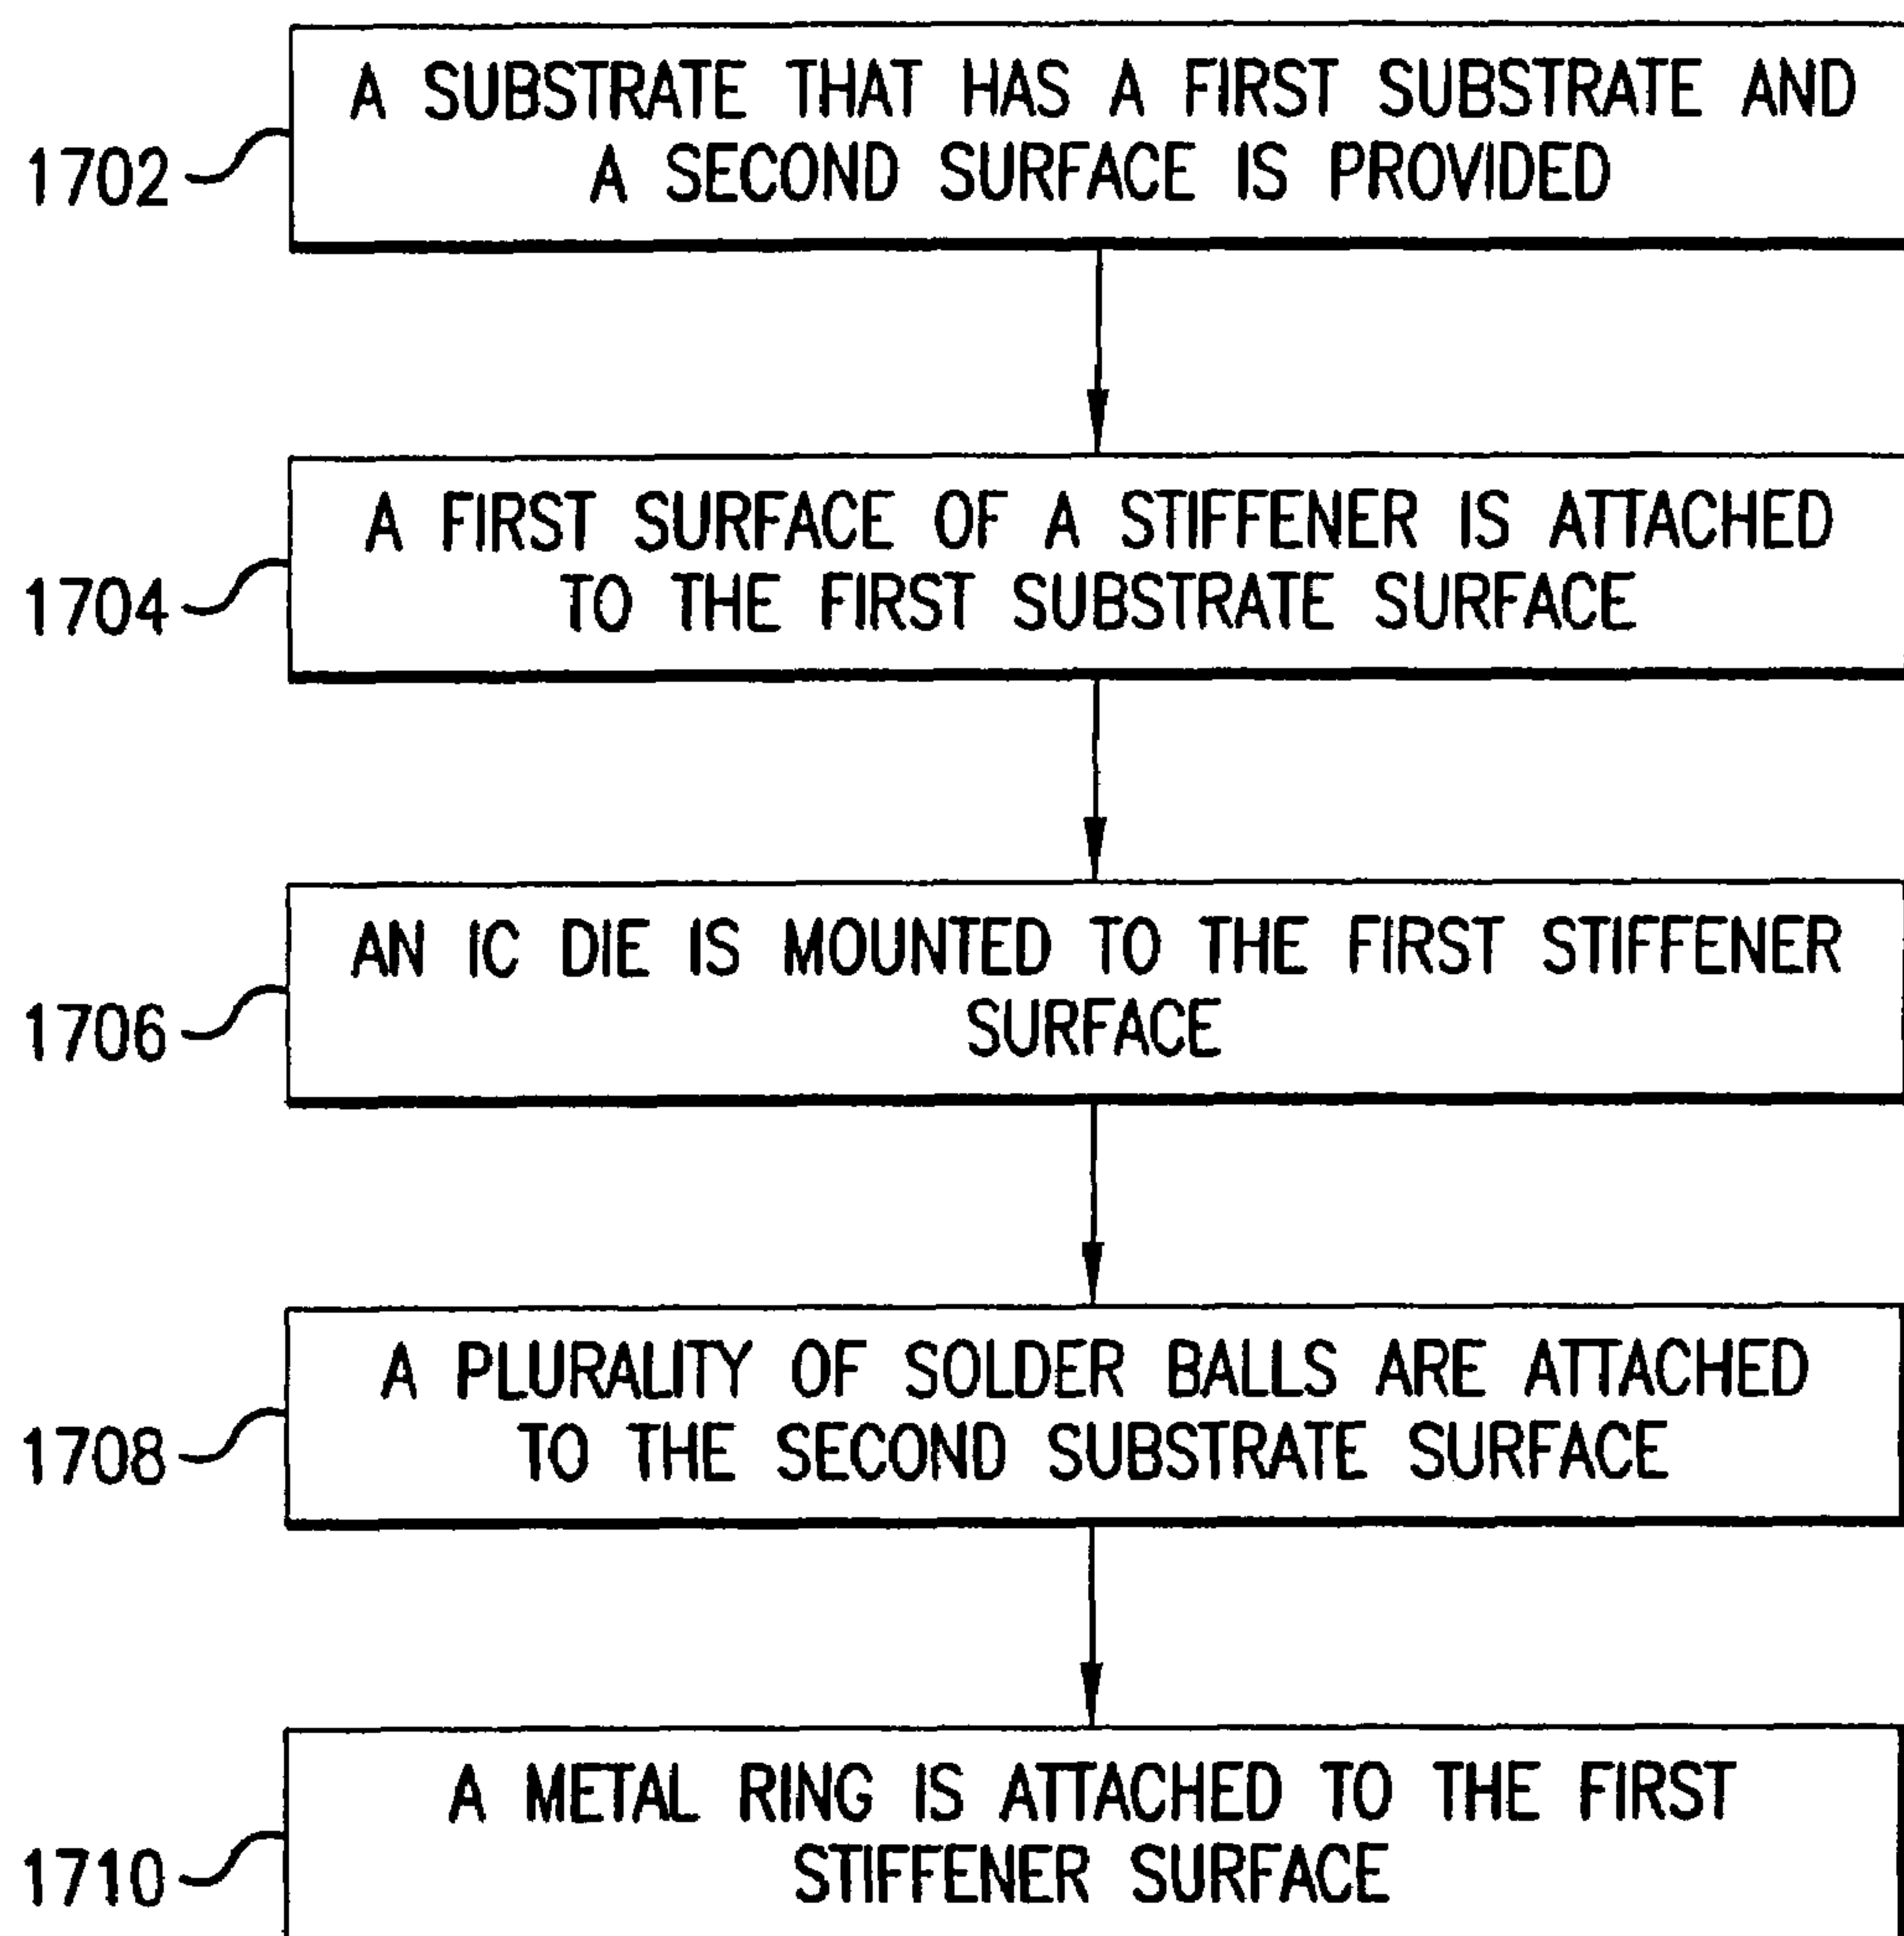 A SUBSTRATE THAT HAS A FIRST SUBSTRATE AND
A SECOND SURFACE IS PROVIDED
1702
A FIRST SURFACE OF A STIFFENER IS ATTACHED
TO THE FIRST SUBSTRATE SURFACE
1704
AN IC DIE IS MOUNTED TO THE FIRST STIFFENER
SURFACE
1706
A PLURALITY OF SOLDER BALLS ARE ATTACHED
TO THE SECOND SUBSTRATE SURFACE
1708
A METAL RING IS ATTACHED TO THE FIRST
STIFFENER SURFACE
1710